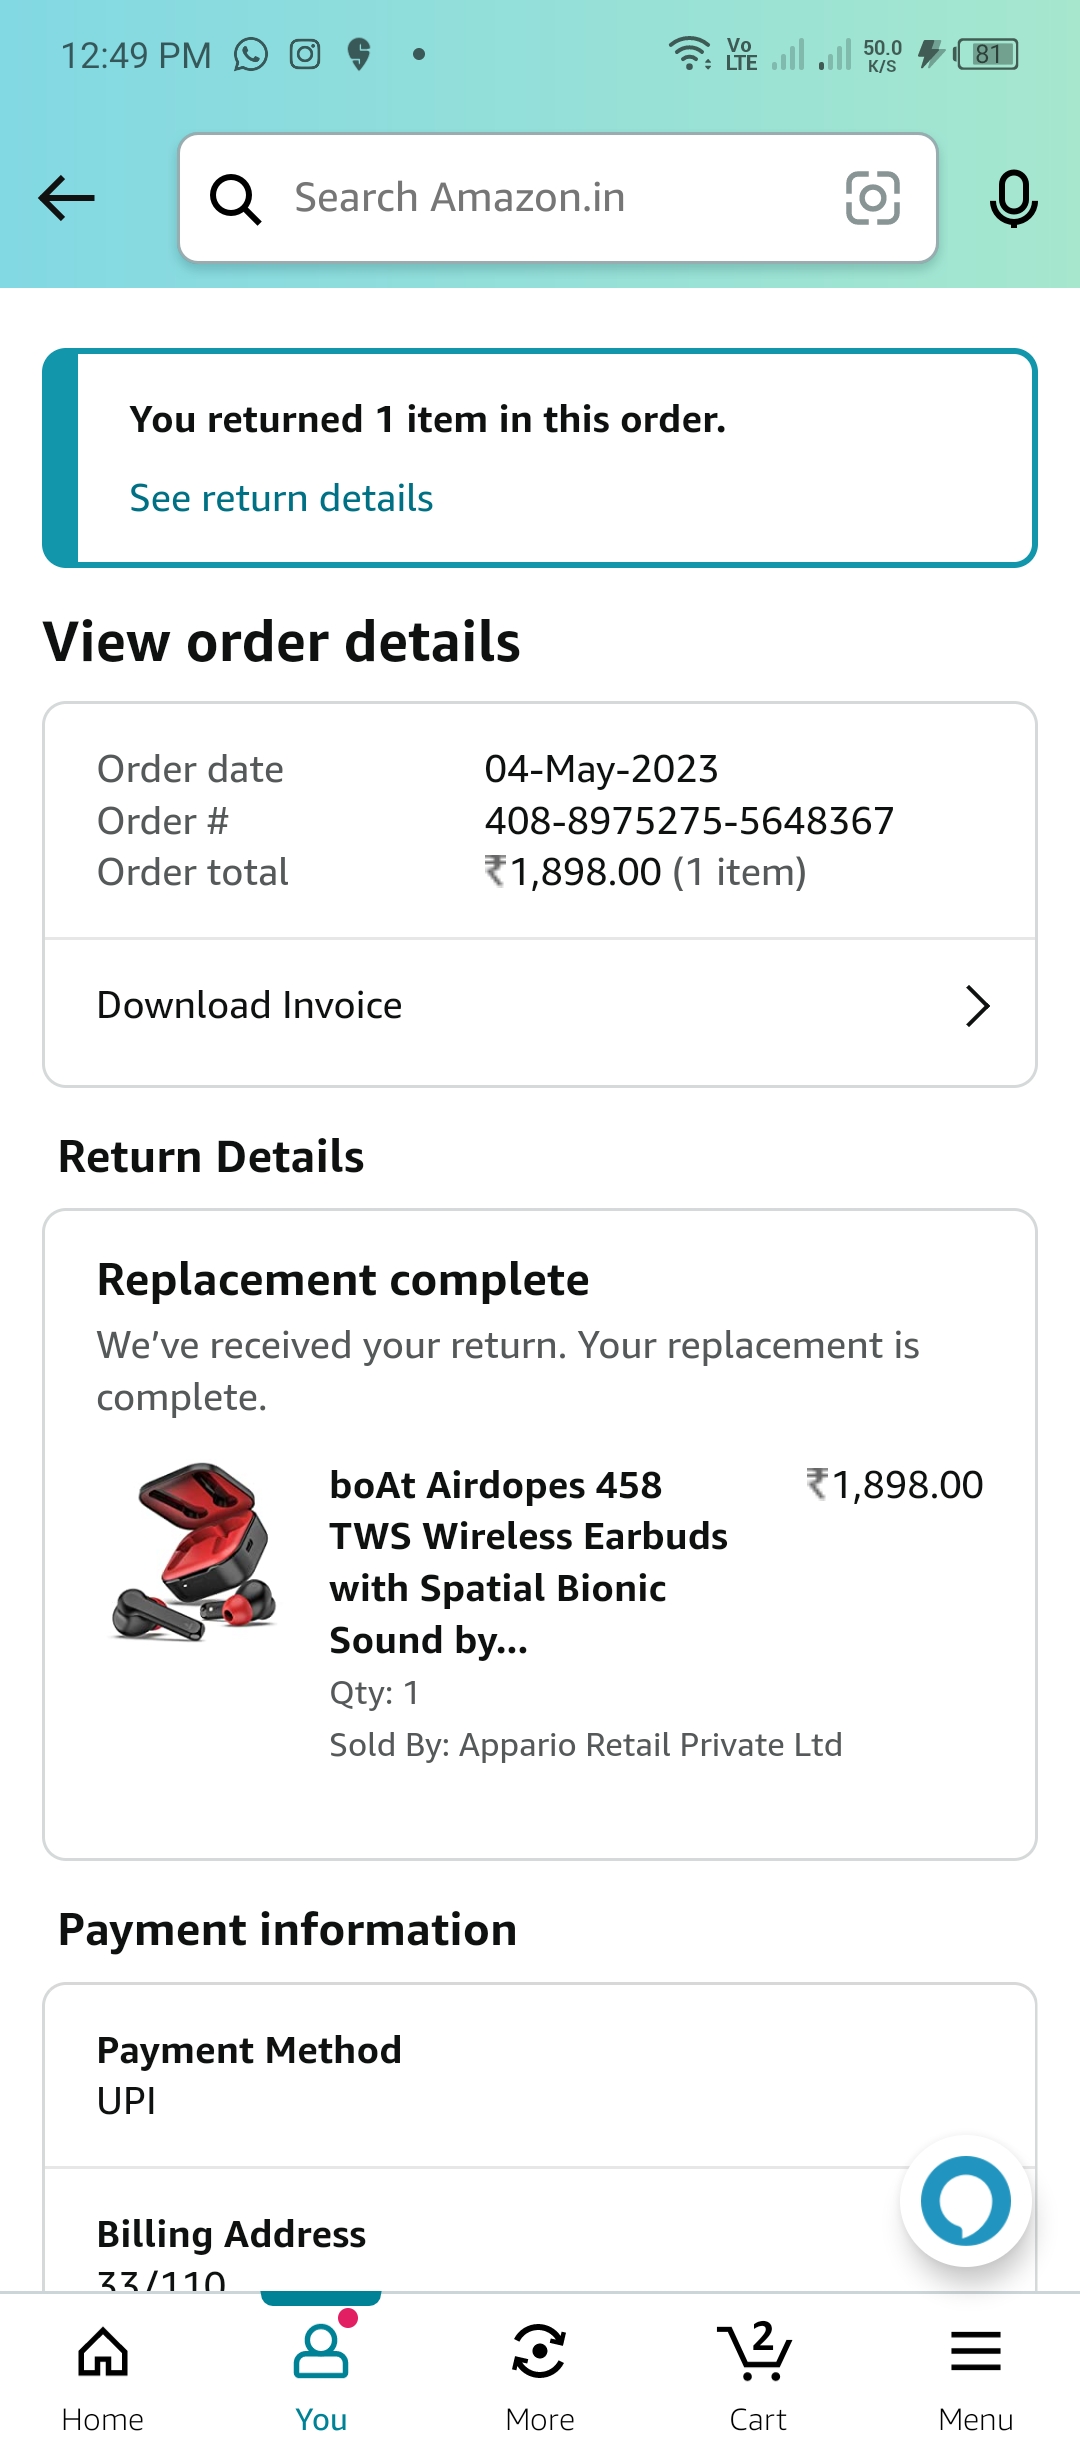 12:49 PM
Vo LTE
50.0 K/S
81
Search Amazon.in
You returned 1 item in this order.
See return details
View order details
Order date 04-May-2023
Order # 408-8975275-5648367
Order total ₹1,898.00 (1 item)
Download Invoice
Return Details
Replacement complete
We’ve received your return. Your replacement is
complete.
boAt Airdopes 458 ₹1,898.00
TWS Wireless Earbuds
with Spatial Bionic
Sound by...
Qty: 1
Sold By: Appario Retail Private Ltd
Payment information
Payment Method
UPI
Billing Address
33/110
2
Home You More Cart Menu